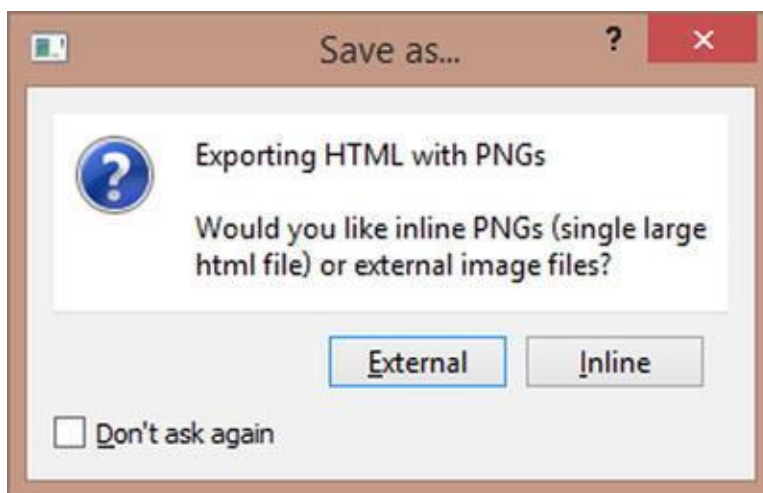 Save as...
?
Exporting HTML with PNGs
Would you like inline PNGs (single large
html file) or external image files?
External
Inline
Don't ask again